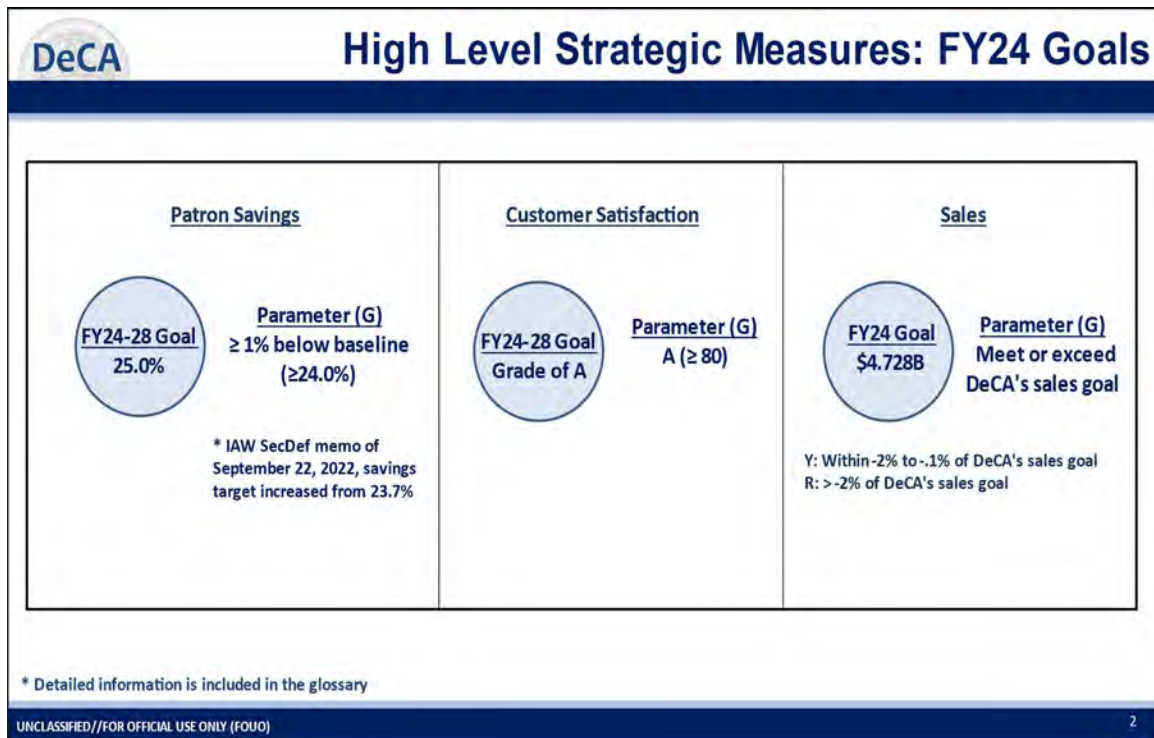 DeCA
High Level Strategic Measures: FY24 Goals
Patron Savings
FY24-28 Goal
25.0%
Parameter (G)
≥ 1% below baseline
(≥24.0%)
* IAW SecDef memo of
September 22, 2022, savings
target increased from 23.7%
Customer Satisfaction
FY24-28 Goal
Grade of A
Parameter (G)
A (≥ 80)
Sales
FY24 Goal
$4.728B
Parameter (G)
Meet or exceed
DeCA's sales goal
Y: Within -2% to -.1% of DeCA's sales goal
R: > -2% of DeCA's sales goal
* Detailed information is included in the glossary
UNCLASSIFIED//FOR OFFICIAL USE ONLY (FOUO)
2